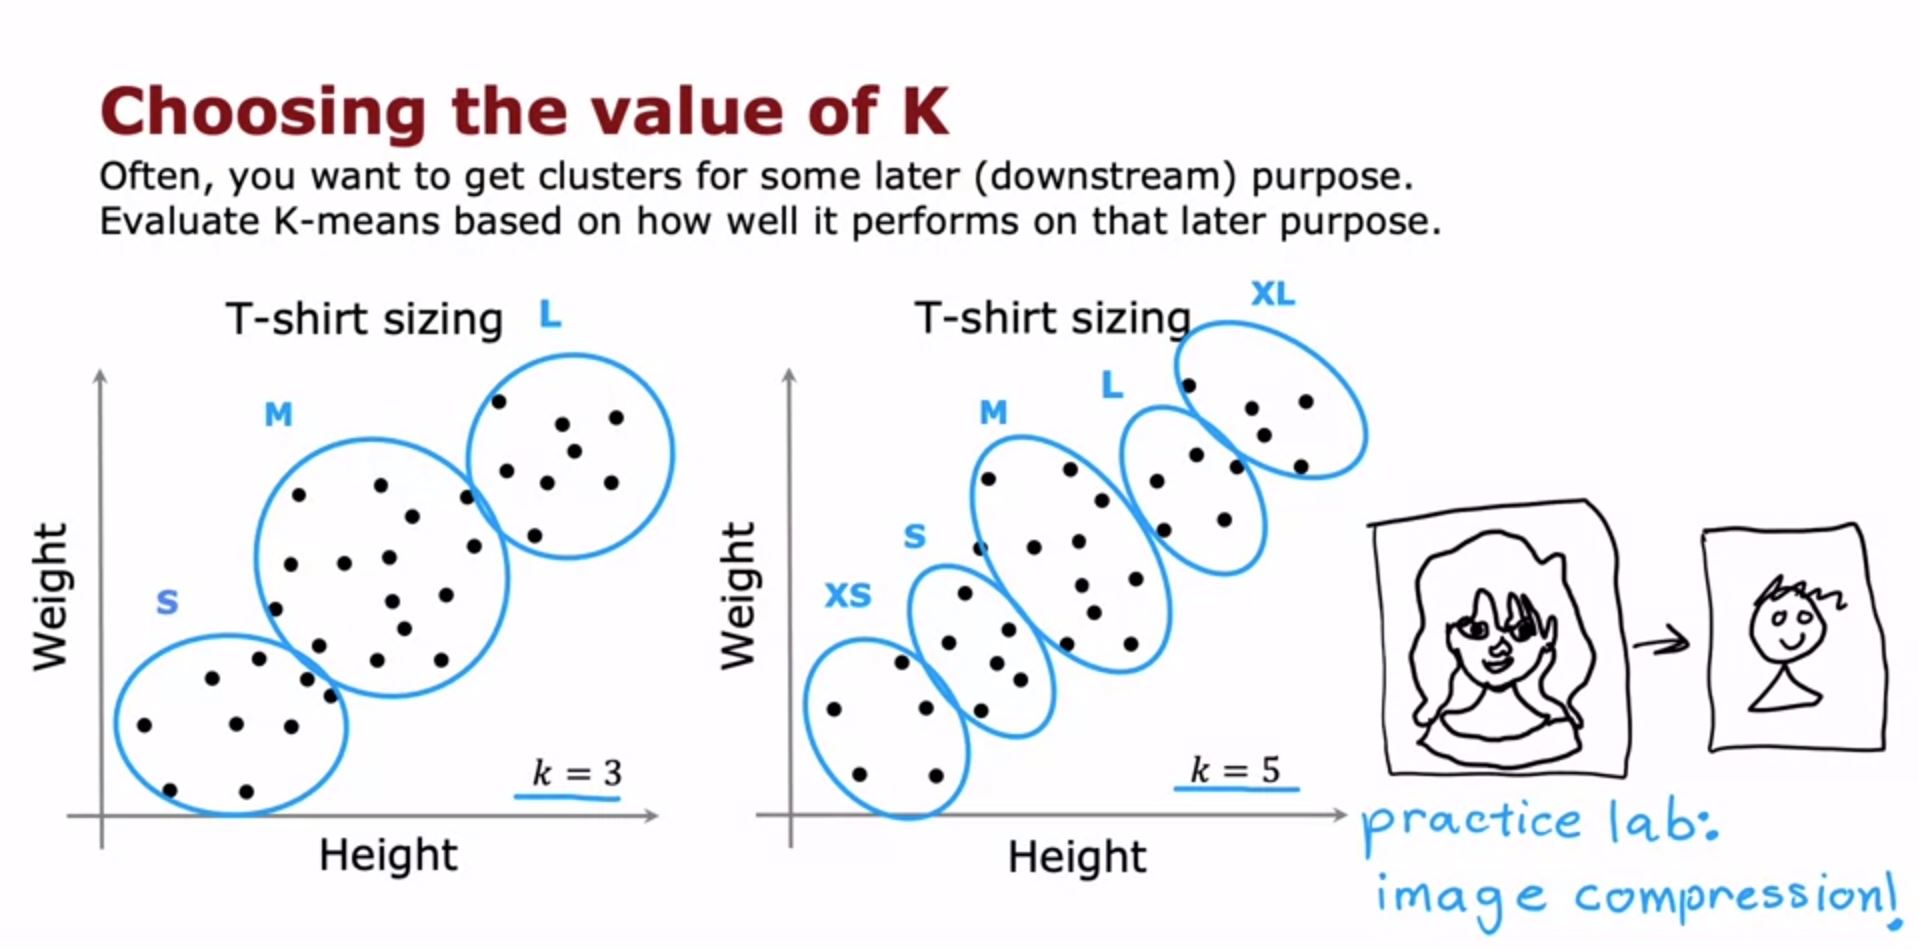 Choosing the value of K
Often, you want to get clusters for some later (downstream) purpose.
Evaluate K-means based on how well it performs on that later purpose.
T-shirt sizing
L
M
S
Weight
k = 3
Height
T-shirt sizing
XL
L
M
S
XS
Weight
k = 5
Height
practice lab:
image compression!